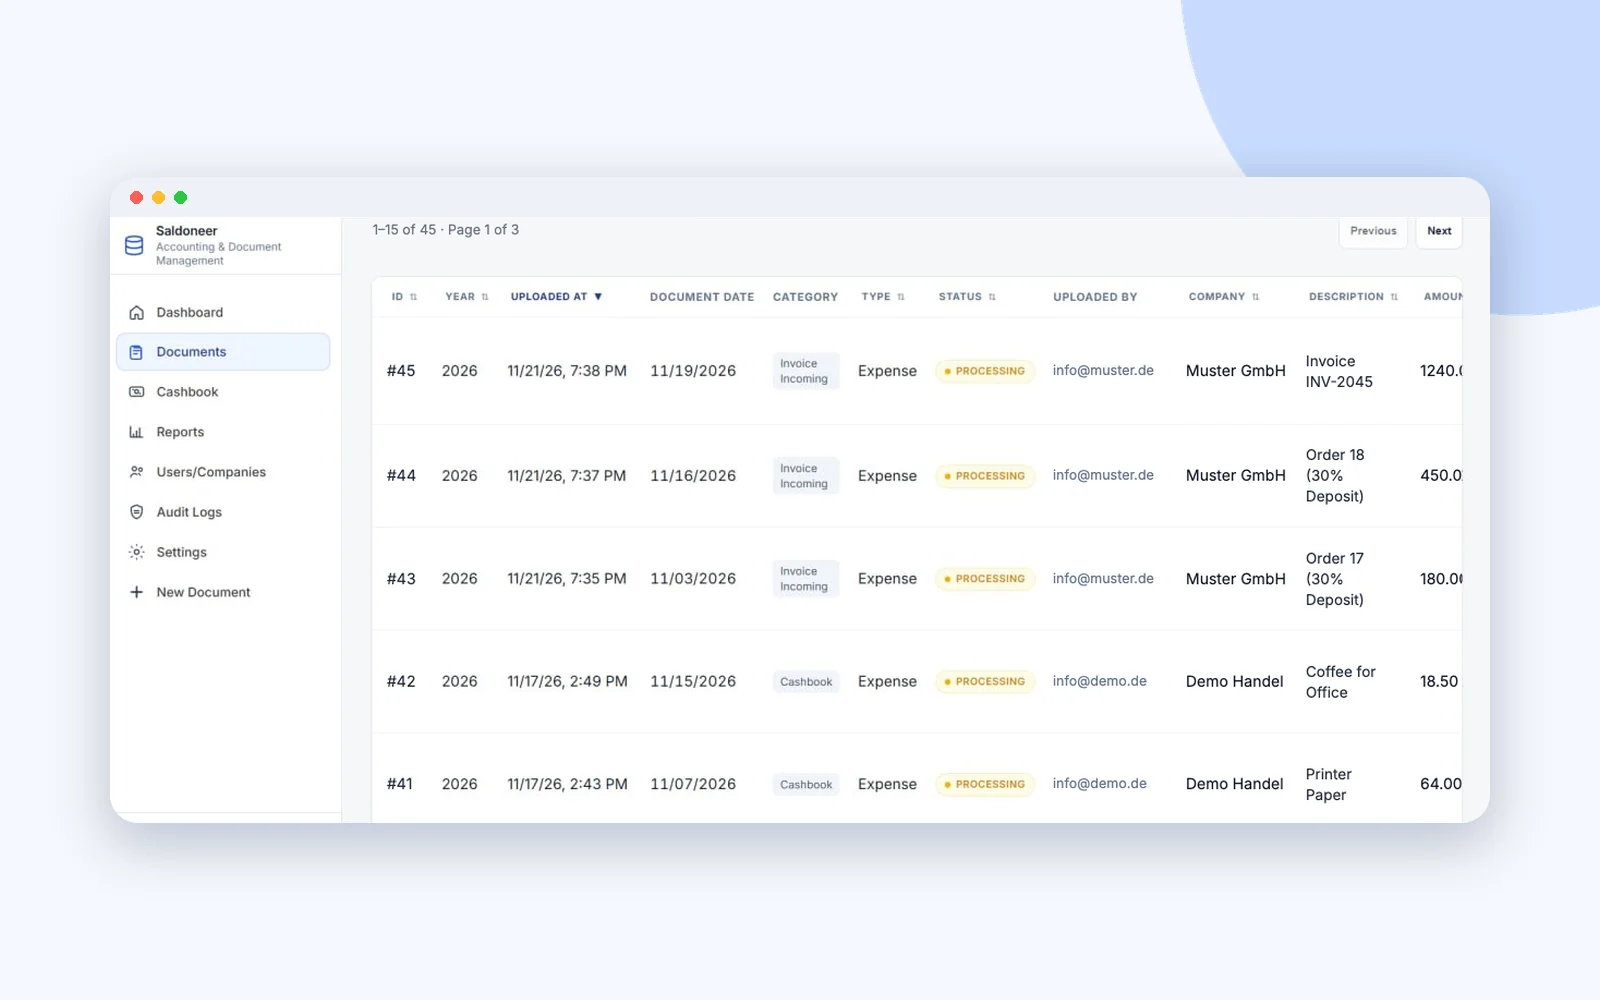 Saldoneer
Accounting & Document
Management
Dashboard
Documents
Cashbook
Reports
Users/Companies
Audit Logs
Settings
New Document
1–15 of 45 · Page 1 of 3
Previous
Next
ID YEAR UPLOADED AT DOCUMENT DATE CATEGORY TYPE STATUS UPLOADED BY COMPANY DESCRIPTION AMOUN
#45 2026 11/21/26, 7:38 PM 11/19/2026 Invoice Incoming Expense PROCESSING info@muster.de Muster GmbH Invoice INV-2045 1240.0
#44 2026 11/21/26, 7:37 PM 11/16/2026 Invoice Incoming Expense PROCESSING info@muster.de Muster GmbH Order 18 (30% Deposit) 450.0
#43 2026 11/21/26, 7:35 PM 11/03/2026 Invoice Incoming Expense PROCESSING info@muster.de Muster GmbH Order 17 (30% Deposit) 180.00
#42 2026 11/17/26, 2:49 PM 11/15/2026 Cashbook Expense PROCESSING info@demo.de Demo Handel Coffee for Office 18.50
#41 2026 11/17/26, 2:43 PM 11/07/2026 Cashbook Expense PROCESSING info@demo.de Demo Handel Printer Paper 64.00